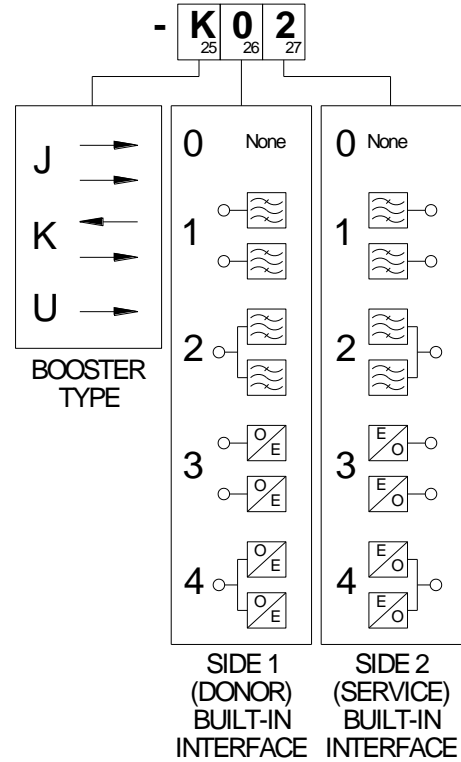 - K 0 2
25 26 27
J
K
U
BOOSTER
TYPE
0 None
1
2
3
O/E
O/E
4
O/E
O/E
SIDE 1
(DONOR)
BUILT-IN
INTERFACE
0 None
1
2
3
E/O
E/O
4
E/O
E/O
SIDE 2
(SERVICE)
BUILT-IN
INTERFACE